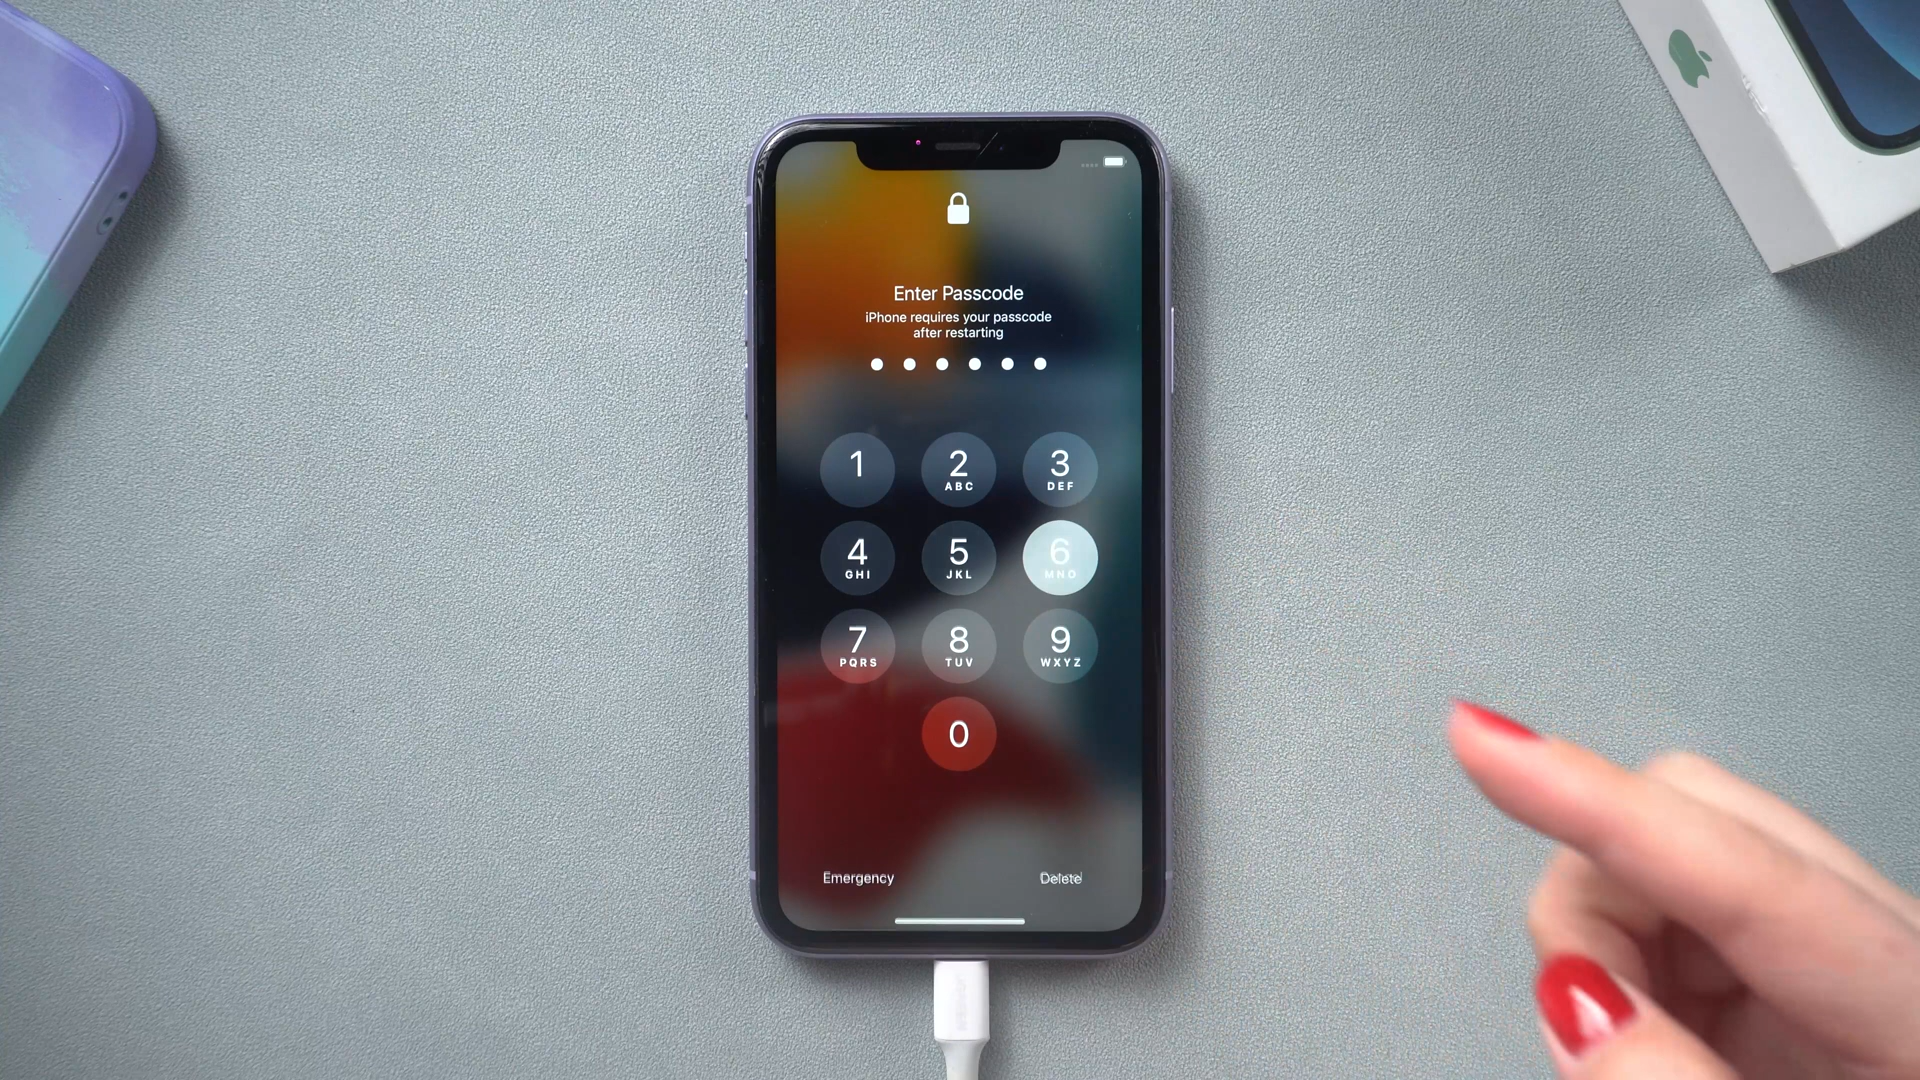 Enter Passcode
iPhone requires your passcode
after restarting
1
2
ABC
3
DEF
4
GHI
5
JKL
6
MNO
7
PQRS
8
TUV
9
WXYZ
0
Emergency
Delete